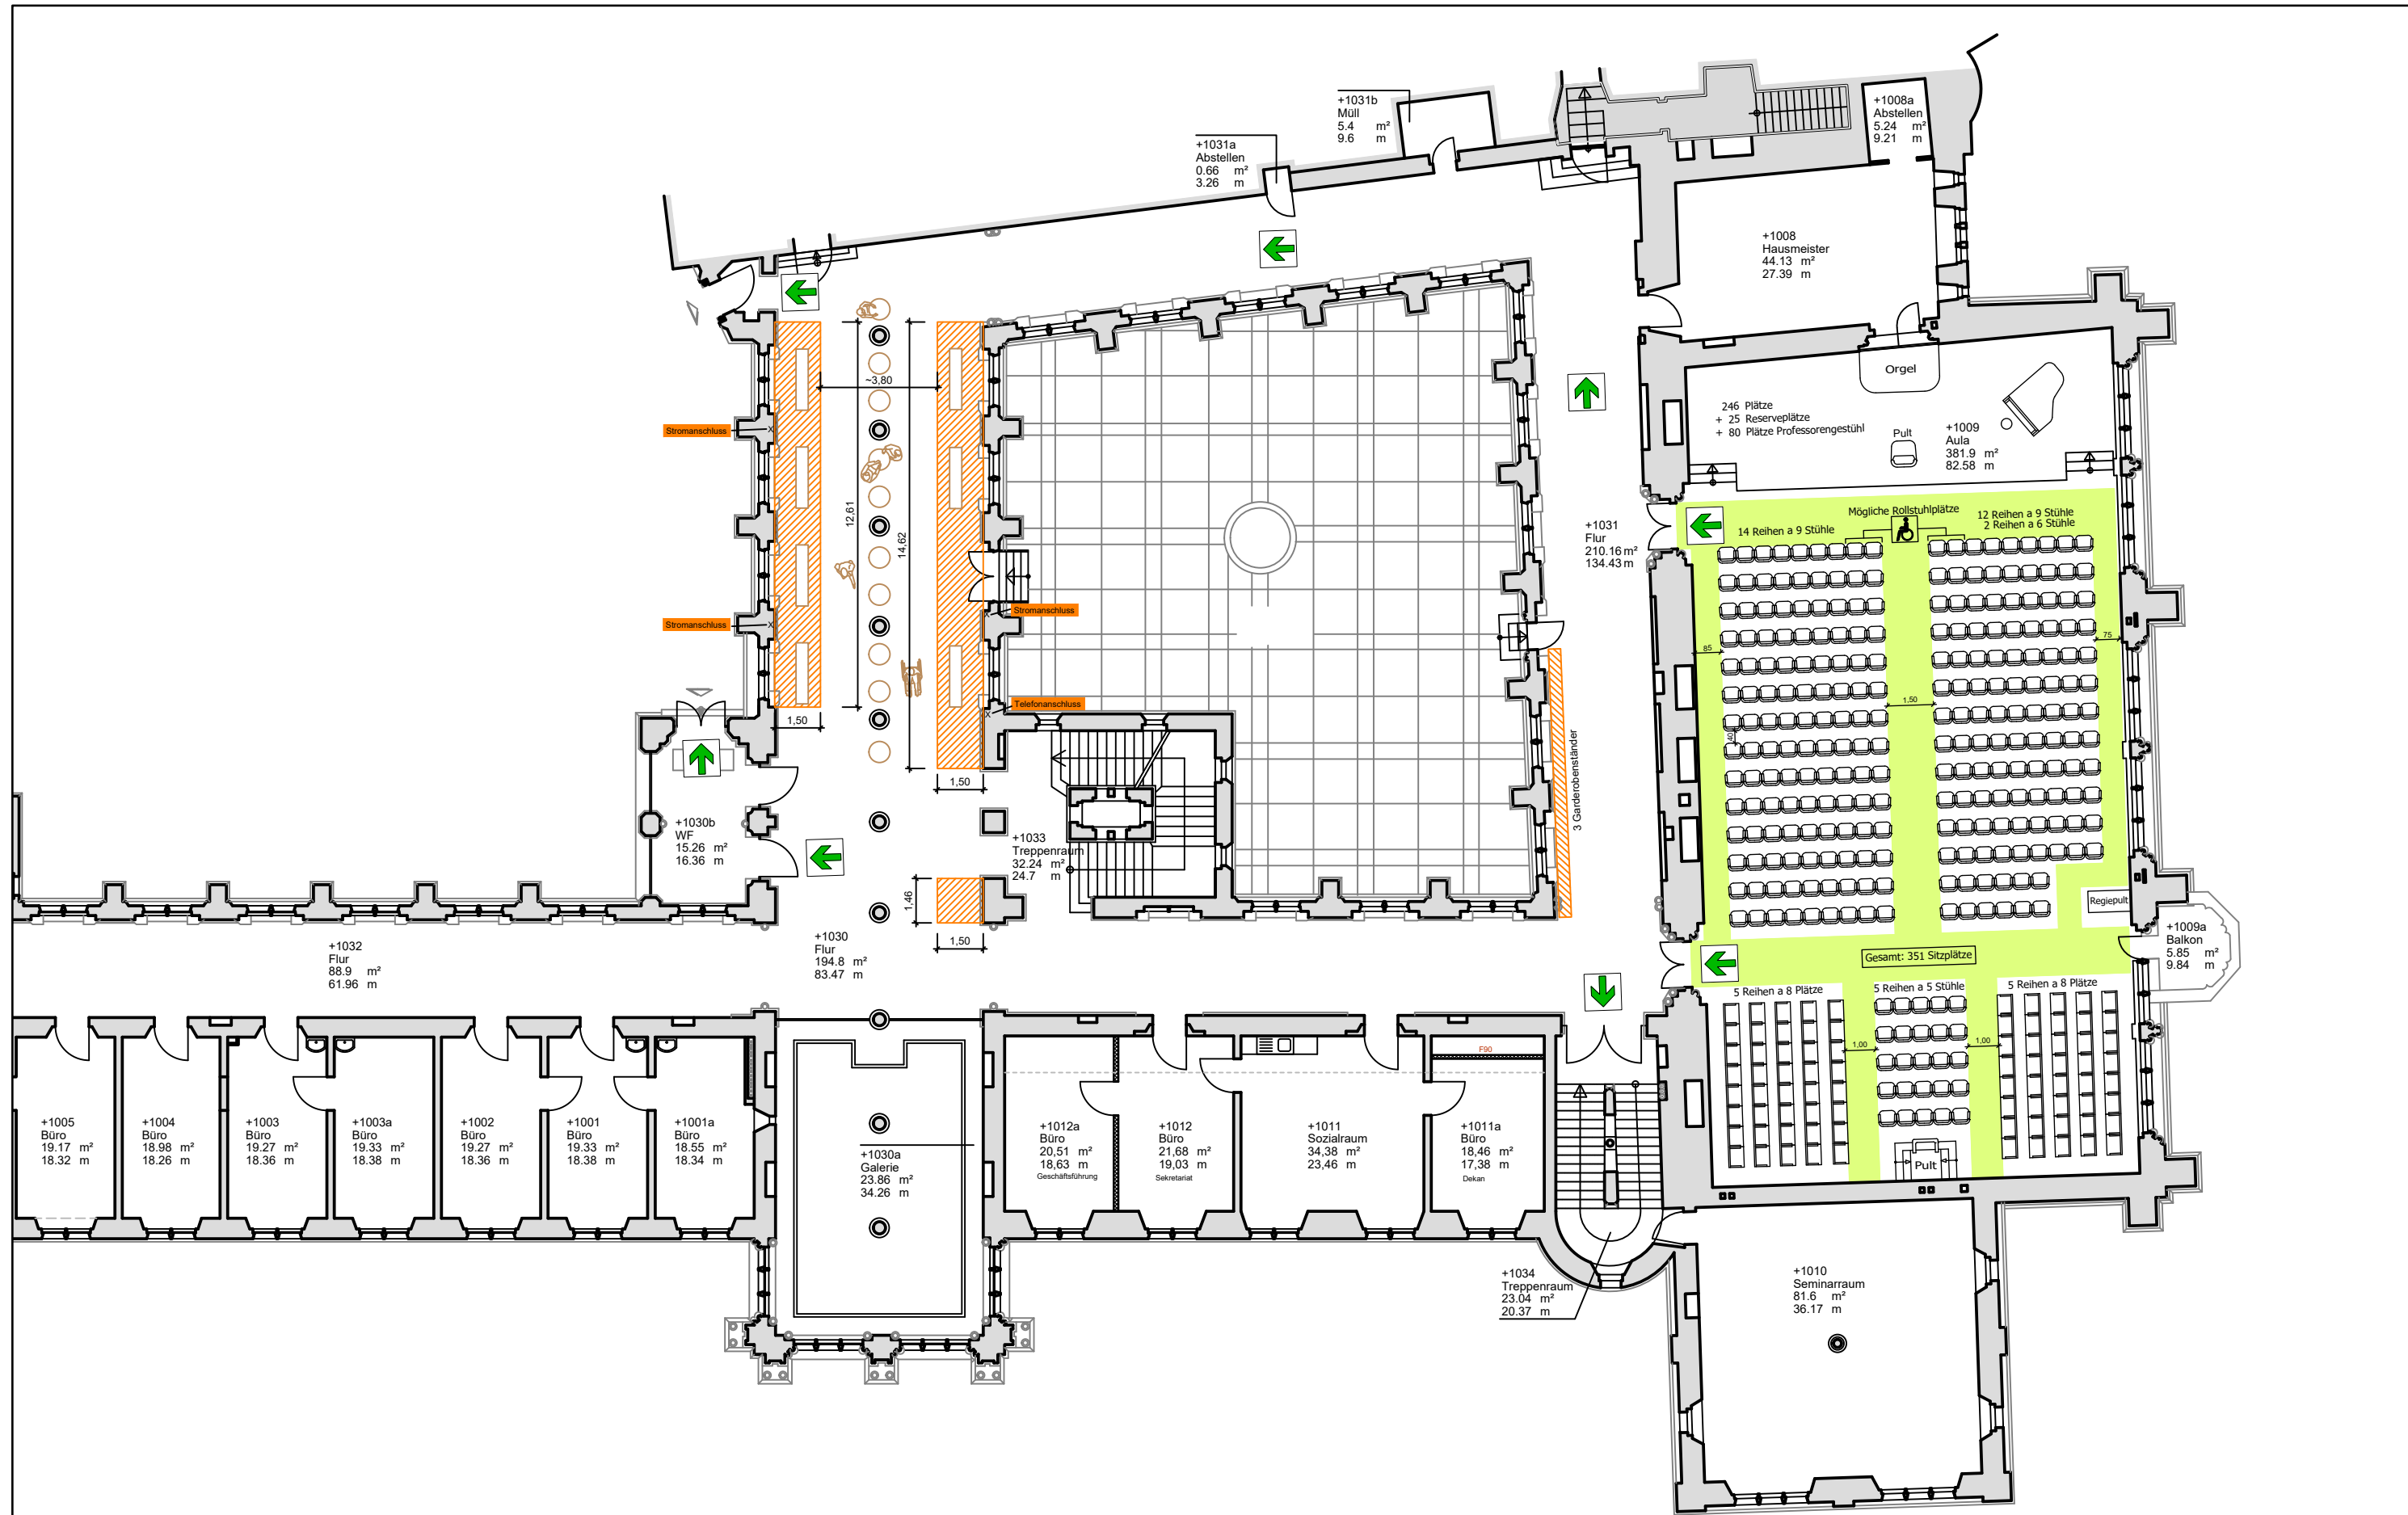 +1031b
Müll
5.4 m²
9.6 m
+1031a
Abstellen
0.66 m²
3.26 m
+1008a
Abstellen
5.24 m²
9.21 m
+1008
Hausmeister
44.13 m²
27.39 m
~3,80
12,61
14,62
Stromanschluss
X
Stromanschluss
X
Stromanschluss
X
Telefonanschluss
X
1,50
1,50
1,46
1,50
Orgel
246 Plätze
+ 25 Reserveplätze
+ 80 Plätze Professorengestühl
Pult
+1009
Aula
381.9 m²
82.58 m
Mögliche Rollstuhlplätze
14 Reihen a 9 Stühle
12 Reihen a 9 Stühle
2 Reihen a 6 Stühle
+1031
Flur
210.16 m²
134.43 m
85
75
1,50
40
3 Garderobenständer
Regiepult
+1009a
Balkon
5.85 m²
9.84 m
Gesamt: 351 Sitzplätze
5 Reihen a 8 Plätze
5 Reihen a 5 Stühle
5 Reihen a 8 Plätze
1,00
1,00
Pult
+1030b
WF
15.26 m²
16.36 m
+1033
Treppenraum
32.24 m²
24.7 m
+1032
Flur
88.9 m²
61.96 m
+1030
Flur
194.8 m²
83.47 m
+1005
Büro
19.17 m²
18.32 m
+1004
Büro
18.98 m²
18.26 m
+1003
Büro
19.27 m²
18.36 m
+1003a
Büro
19.33 m²
18.38 m
+1002
Büro
19.27 m²
18.36 m
+1001
Büro
19.33 m²
18.38 m
+1001a
Büro
18.55 m²
18.34 m
+1030a
Galerie
23.86 m²
34.26 m
+1012a
Büro
20,51 m²
18,63 m
Geschäftsführung
+1012
Büro
21,68 m²
19,03 m
Sekretariat
+1011
Sozialraum
34,38 m²
23,46 m
F90
+1011a
Büro
18,46 m²
17,38 m
Dekan
+1034
Treppenraum
23.04 m²
20.37 m
+1010
Seminarraum
81.6 m²
36.17 m